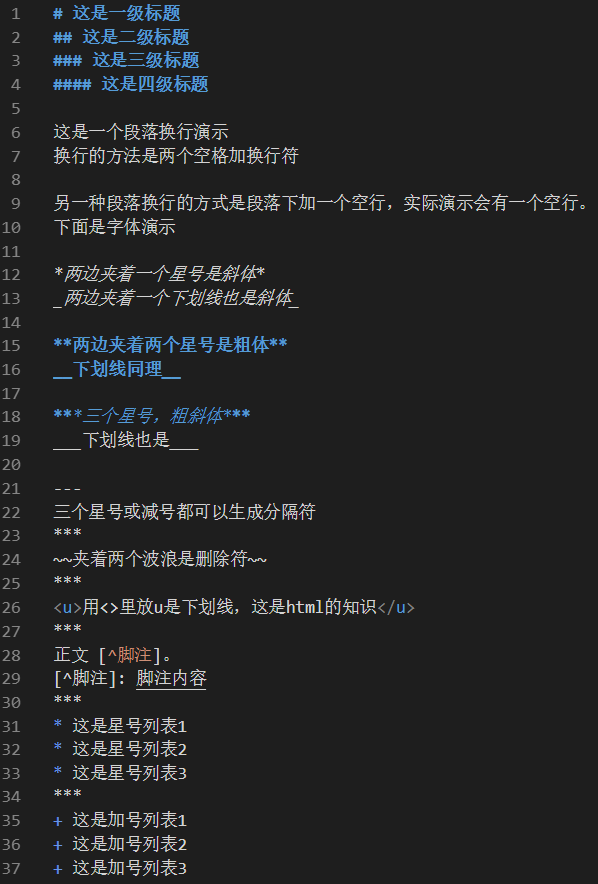 1 # 这是一级标题
2 ## 这是二级标题
3 ### 这是三级标题
4 #### 这是四级标题
5
6 这是一个段落换行演示
7 换行的方法是两个空格加换行符
8
9 另一种段落换行的方式是段落下加一个空行，实际演示会有一个空行。
10 下面是字体演示
11
12 *两边夹着一个星号是斜体*
13 _两边夹着一个下划线也是斜体_
14
15 **两边夹着两个星号是粗体**
16 __下划线同理__
17
18 ***三个星号，粗斜体***
19 ___下划线也是___
20
21 ---
22 三个星号或减号都可以生成分隔符
23 ***
24 ~~夹着两个波浪是删除符~~
25 ***
26 <u>用<>里放u是下划线，这是html的知识</u>
27 ***
28 正文 [^脚注]。
29 [^脚注]: 脚注内容
30 ***
31 * 这是星号列表1
32 * 这是星号列表2
33 * 这是星号列表3
34 ***
35 + 这是加号列表1
36 + 这是加号列表2
37 + 这是加号列表3